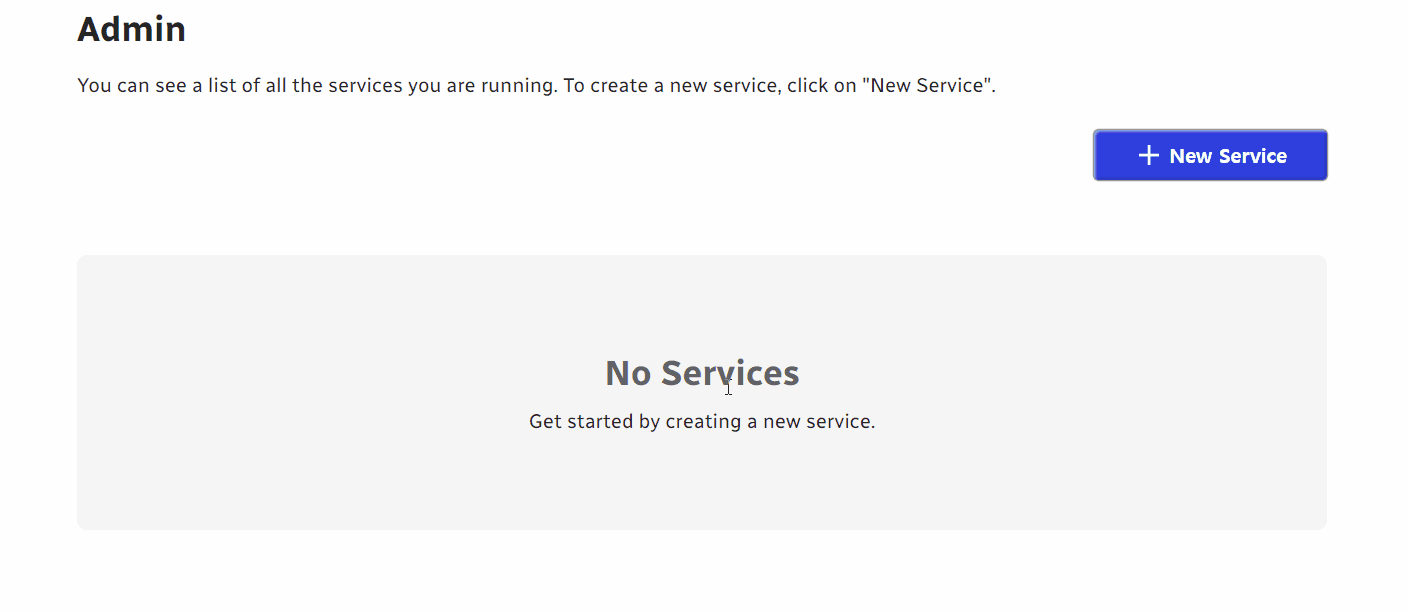 Admin
You can see a list of all the services you are running. To create a new service, click on "New Service".
New Service
No Services
Get started by creating a new service.